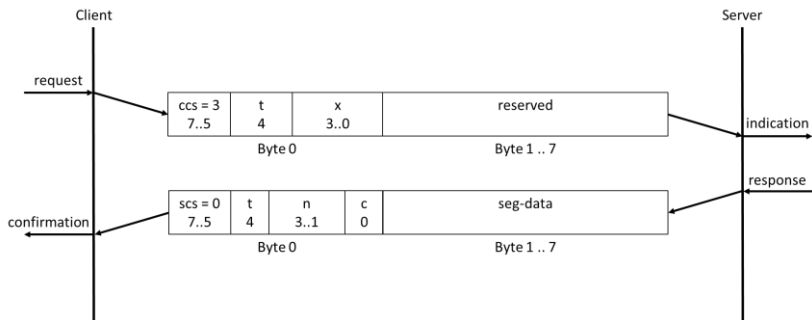 Client Server
request
ccs = 3 t x reserved
7..5 4 3..0
indication
Byte 0 Byte 1 .. 7
response
scs = 0 t n c seg-data
7..5 4 3..1 0
confirmation
Byte 0 Byte 1 .. 7